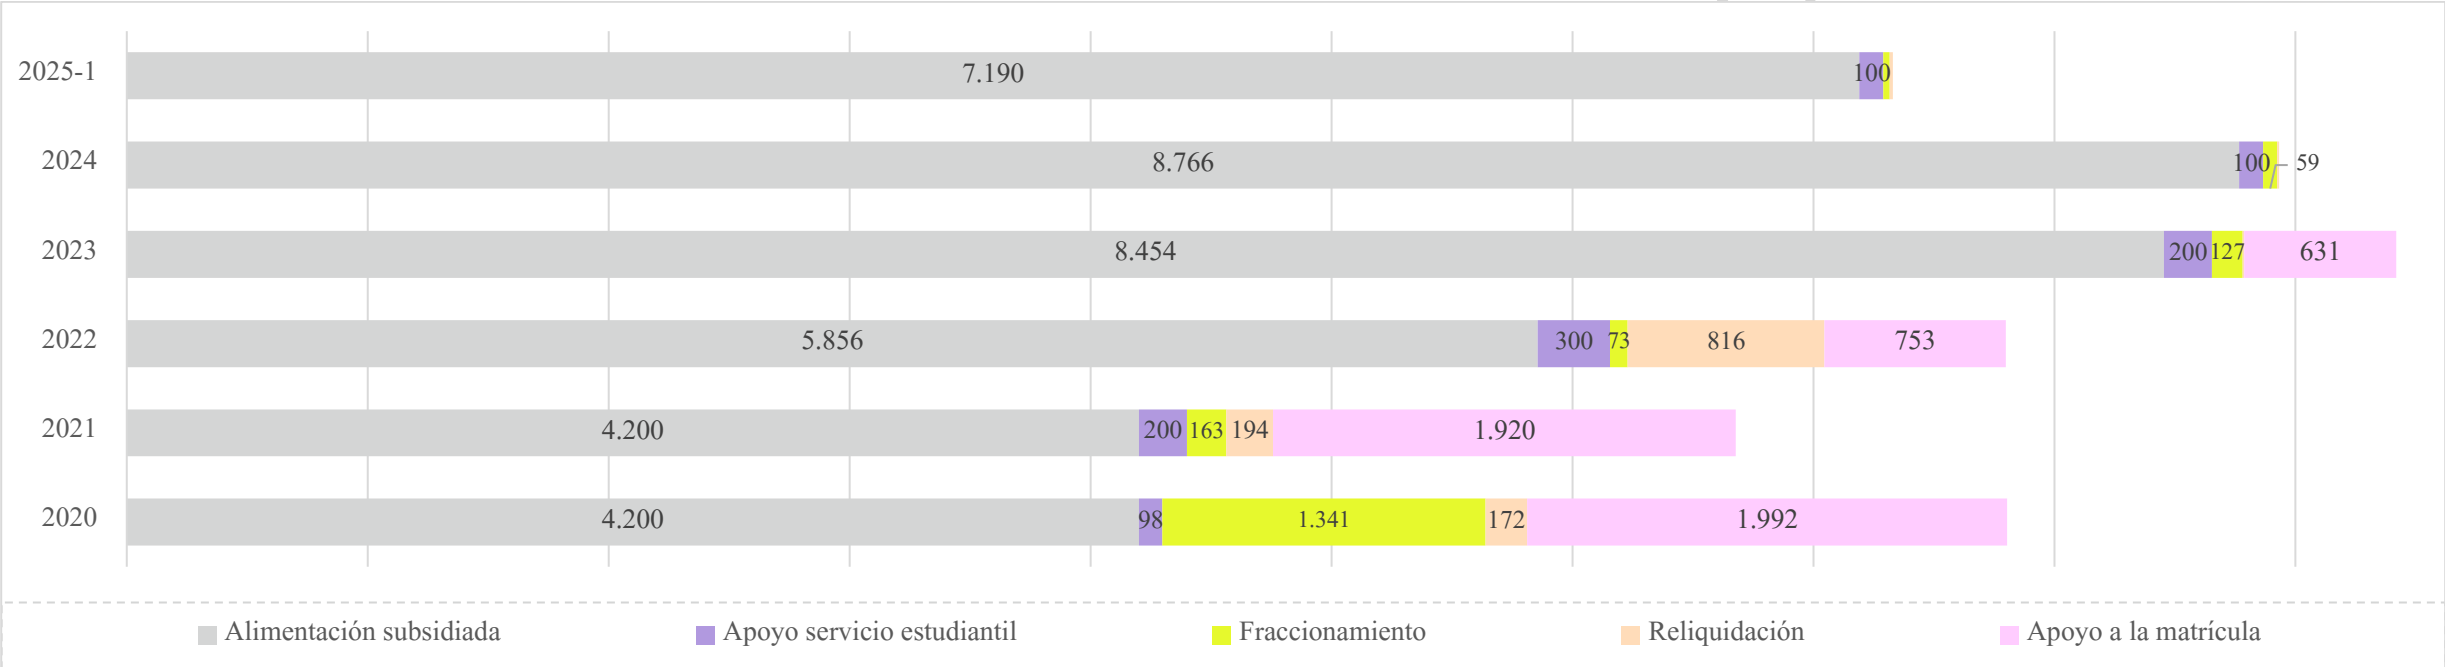 2025-1 7.190 100
2024 8.766 100 59
2023 8.454 200 127 631
2022 5.856 300 73 816 753
2021 4.200 200 163 194 1.920
2020 4.200 98 1.341 172 1.992
Alimentación subsidiada Apoyo servicio estudiantil Fraccionamiento Reliquidación Apoyo a la matrícula